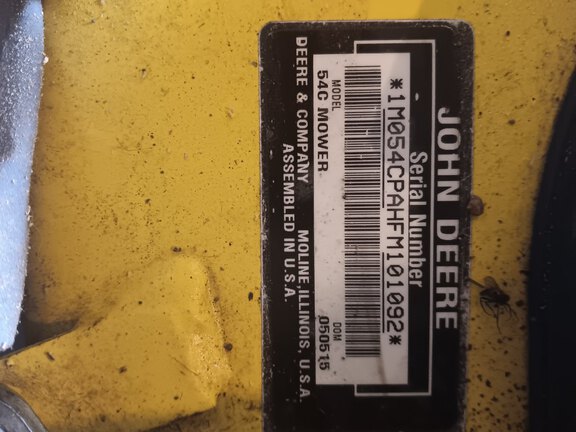 JOHN DEERE
Serial Number
*1M054CPAHFM101092*
MODEL DOM
54C MOWER 050515
DEERE & COMPANY MOLINE, ILLINOIS, U.S.A.
ASSEMBLED IN U.S.A.